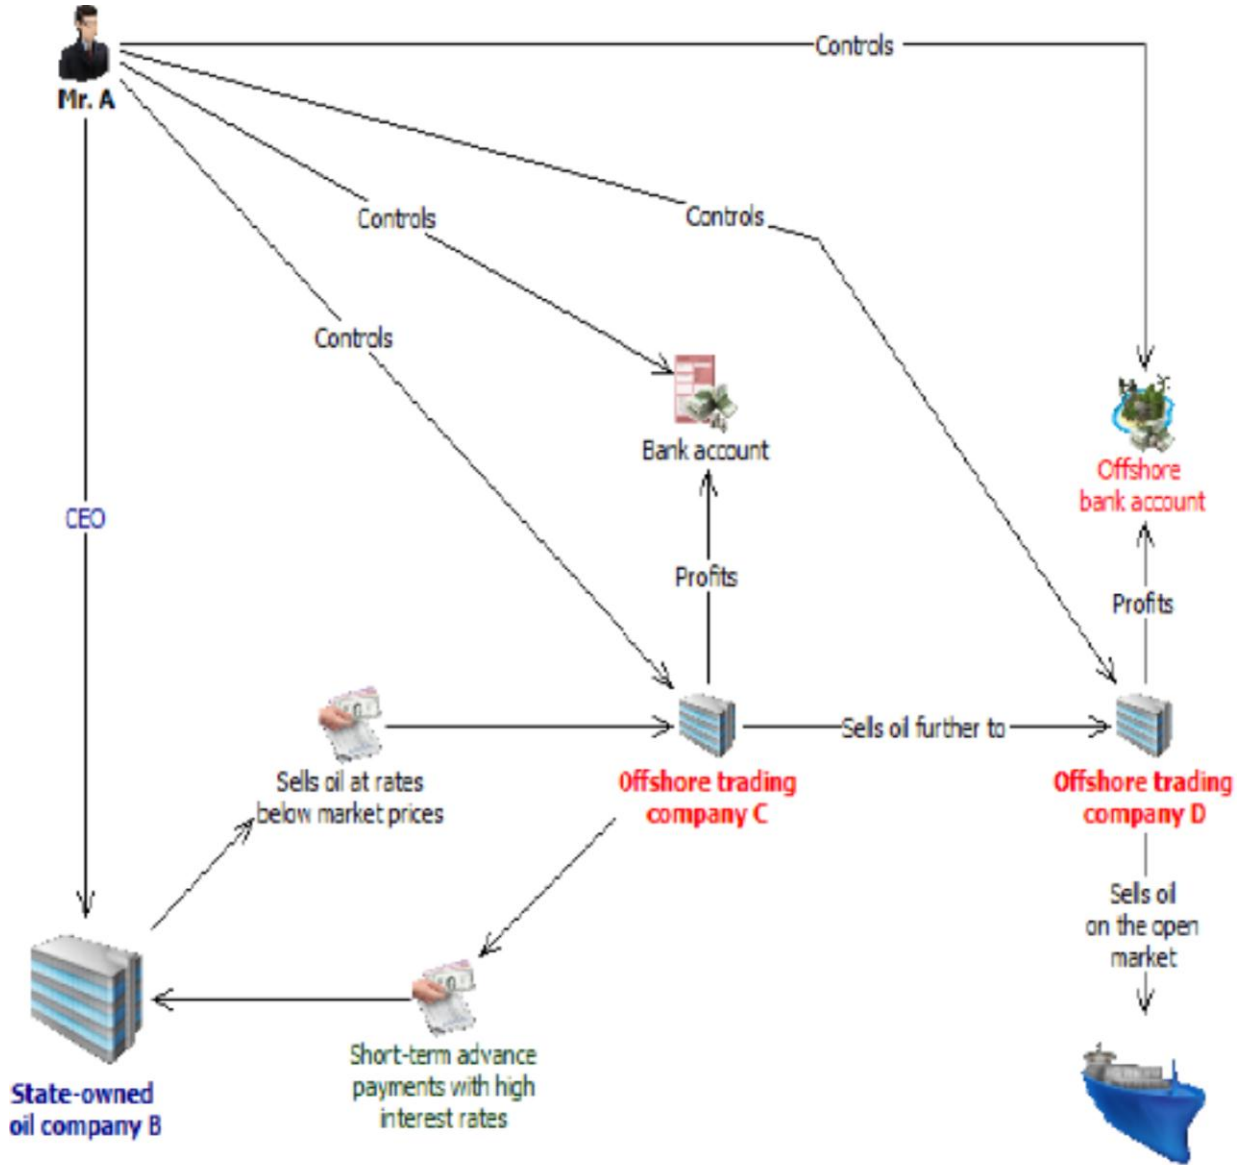 Controls
Mr. A
Controls
Controls
Controls
Bank account
Offshore
bank account
CEO
Profits
Profits
Sells oil at rates
below market prices
Offshore trading
company C
Sells oil further to
Offshore trading
company D
Sells oil
on the open
market
Short-term advance
payments with high
interest rates
State-owned
oil company B